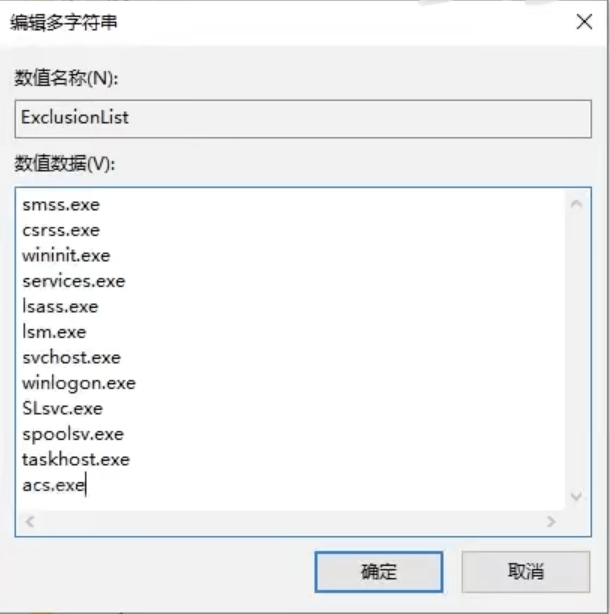 编辑多字符串
数值名称(N):
ExclusionList
数值数据(V):
smss.exe
csrss.exe
wininit.exe
services.exe
lsass.exe
lsm.exe
svchost.exe
winlogon.exe
SLsvc.exe
spoolsv.exe
taskhost.exe
acs.exe
确定
取消